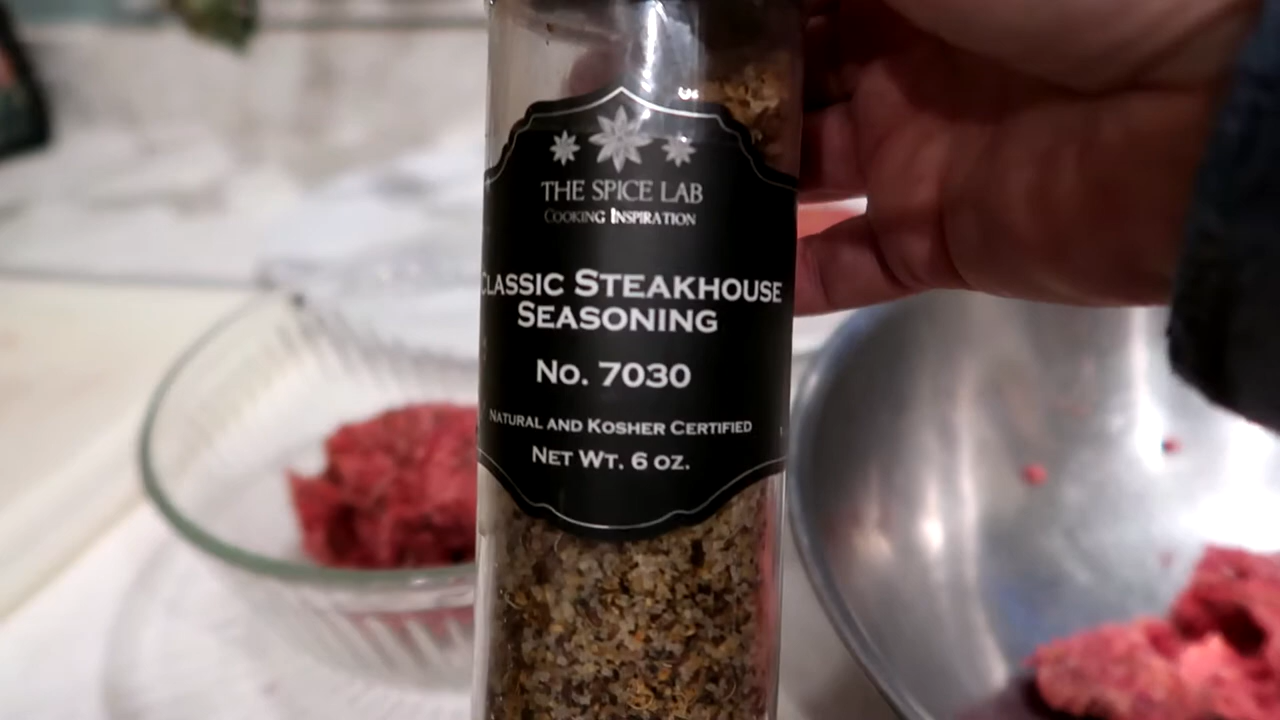 THE SPICE LAB
COOKING INSPIRATION
CLASSIC STEAKHOUSE
SEASONING
No. 7030
NATURAL AND KOSHER CERTIFIED
NET WT. 6 OZ.